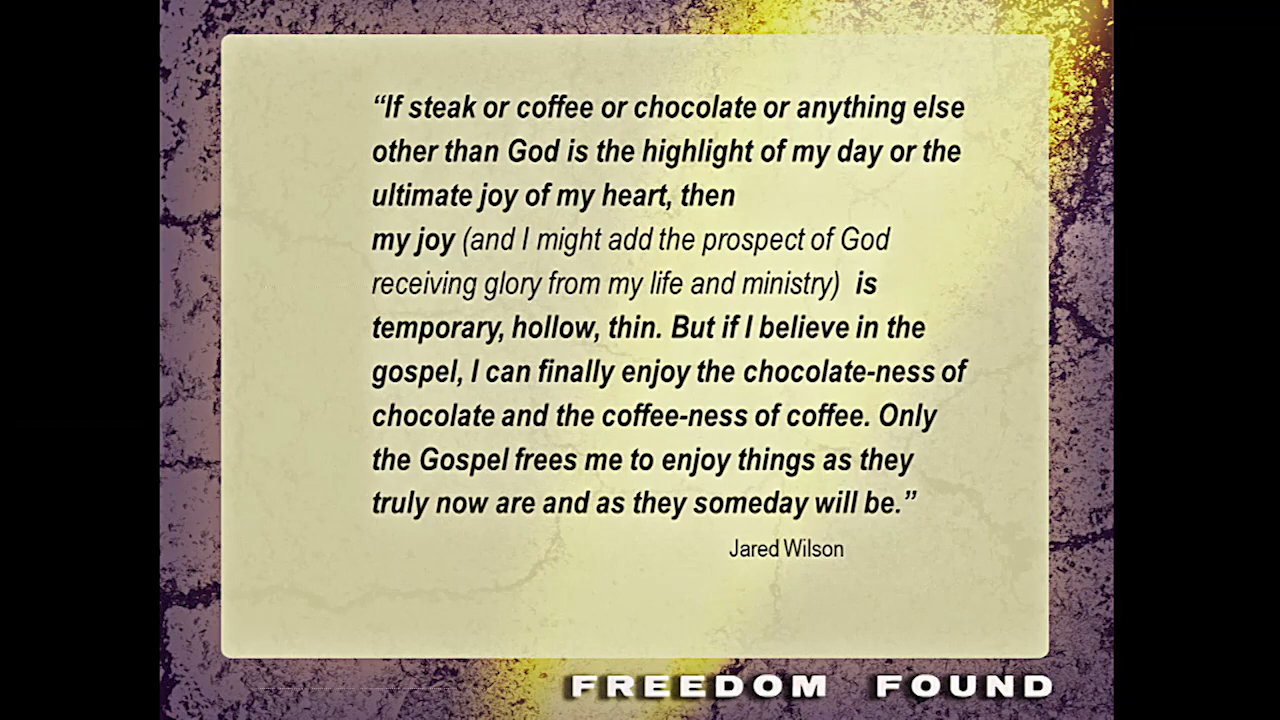 “If steak or coffee or chocolate or anything else
other than God is the highlight of my day or the
ultimate joy of my heart, then
my joy (and I might add the prospect of God
receiving glory from my life and ministry) is
temporary, hollow, thin. But if I believe in the
gospel, I can finally enjoy the chocolate-ness of
chocolate and the coffee-ness of coffee. Only
the Gospel frees me to enjoy things as they
truly now are and as they someday will be.”
Jared Wilson
FREEDOM FOUND